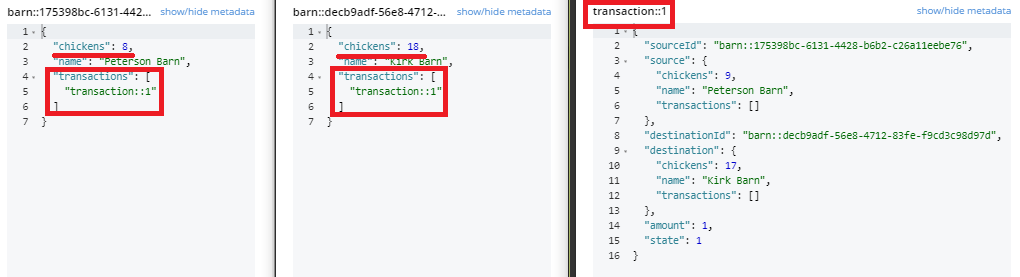 barn::175398bc-6131-442... show/hide metadata
1 {
2 "chickens": 8,
3 "name": "Peterson Barn",
4 "transactions": [
5 "transaction::1"
6 ]
7 }
barn::decb9adf-56e8-4712-... show/hide metadata
1 {
2 "chickens": 18,
3 "name": "Kirk Barn",
4 "transactions": [
5 "transaction::1"
6 ]
7 }
transaction::1 show/hide metadata
1 {
2 "sourceId": "barn::175398bc-6131-4428-b6b2-c26a11eebe76",
3 "source": {
4 "chickens": 9,
5 "name": "Peterson Barn",
6 "transactions": []
7 },
8 "destinationId": "barn::decb9adf-56e8-4712-83fe-f9cd3c98d97d",
9 "destination": {
10 "chickens": 17,
11 "name": "Kirk Barn",
12 "transactions": []
13 },
14 "amount": 1,
15 "state": 1
16 }